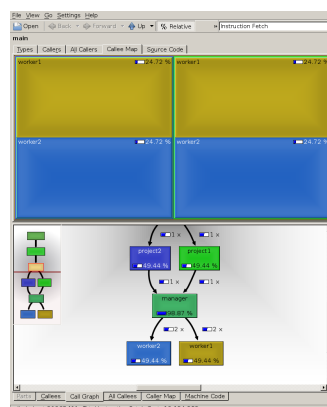 File View Go Settings Help
Open Back Forward Up % Relative » Instruction Fetch
main
Types Callers All Callers Callee Map Source Code
worker1 24.72 % worker1 24.72 %
worker2 24.72 % worker2 24.72 %
1 x 1 x
project2 project1
49.44 % 49.44 %
1 x 1 x
manager
98.87 %
2 x 2 x
worker2 worker1
49.44 % 49.44 %
Parts Callees Call Graph All Callees Caller Map Machine Code